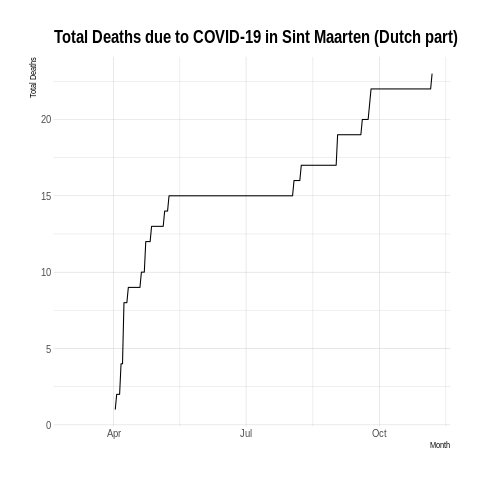 Total Deaths due to COVID-19 in Sint Maarten (Dutch part)
Total Deaths
20
15
10
5
0
Apr Jul Oct
Month